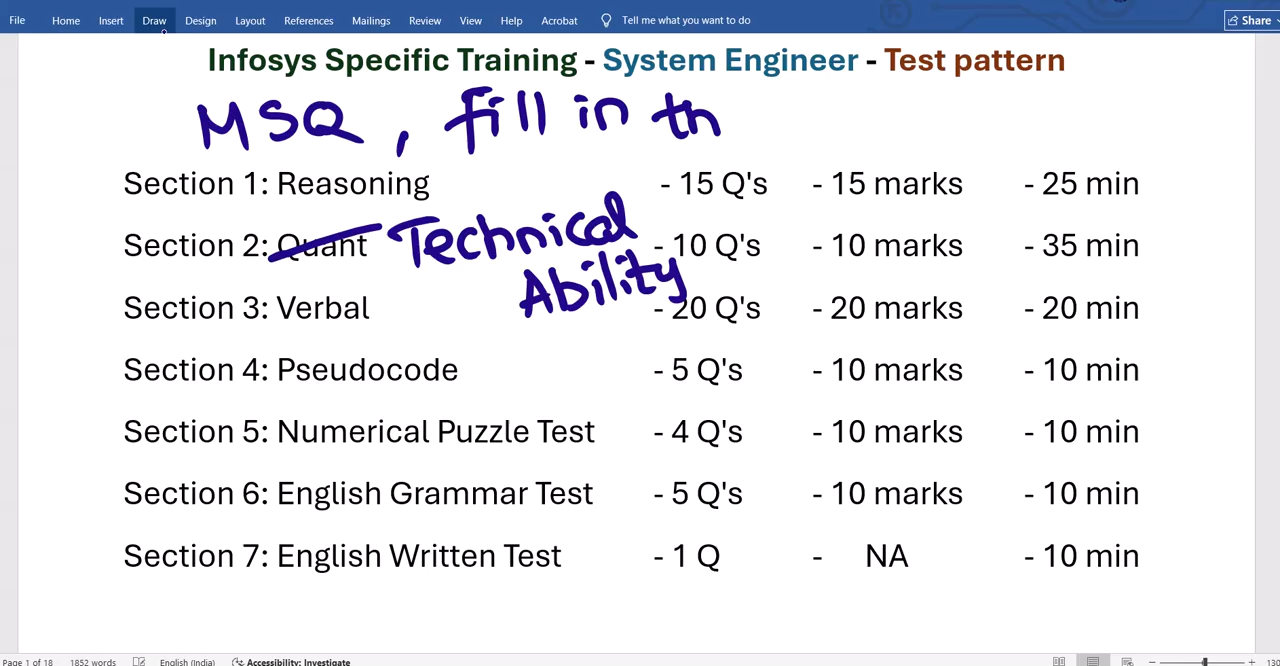 File Home Insert Draw Design Layout References Mailings Review View Help Acrobat Tell me what you want to do Share
Infosys Specific Training - System Engineer - Test pattern
MSQ, fill in th
Section 1: Reasoning - 15 Q's - 15 marks - 25 min
Section 2: Quant Technical - 10 Q's - 10 marks - 35 min
Ability
Section 3: Verbal - 20 Q's - 20 marks - 20 min
Section 4: Pseudocode - 5 Q's - 10 marks - 10 min
Section 5: Numerical Puzzle Test - 4 Q's - 10 marks - 10 min
Section 6: English Grammar Test - 5 Q's - 10 marks - 10 min
Section 7: English Written Test - 1 Q - NA - 10 min
Page 1 of 18 1852 words English (India) Accessibility: Investigate